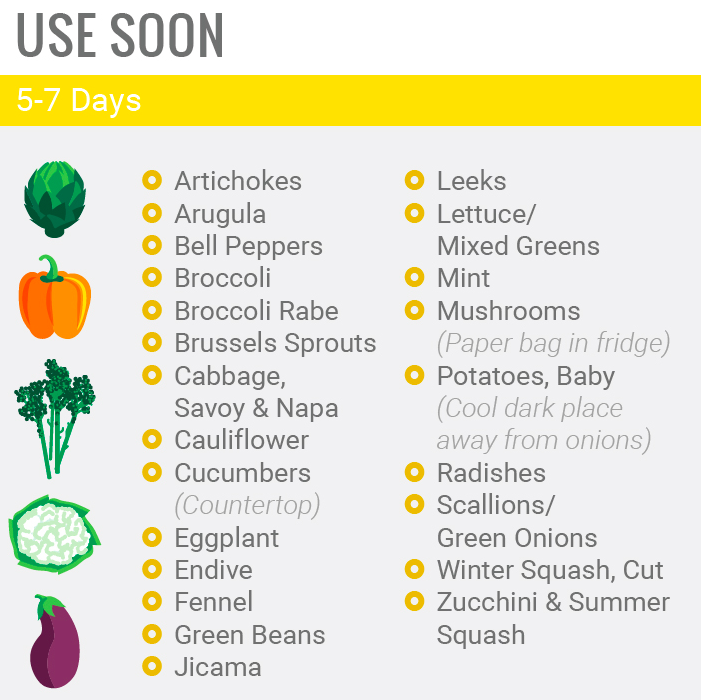 USE SOON
5-7 Days
Artichokes
Arugula
Bell Peppers
Broccoli
Broccoli Rabe
Brussels Sprouts
Cabbage,
Savoy & Napa
Cauliflower
Cucumbers
(Countertop)
Eggplant
Endive
Fennel
Green Beans
Jicama
Leeks
Lettuce/
Mixed Greens
Mint
Mushrooms
(Paper bag in fridge)
Potatoes, Baby
(Cool dark place
away from onions)
Radishes
Scallions/
Green Onions
Winter Squash, Cut
Zucchini & Summer
Squash